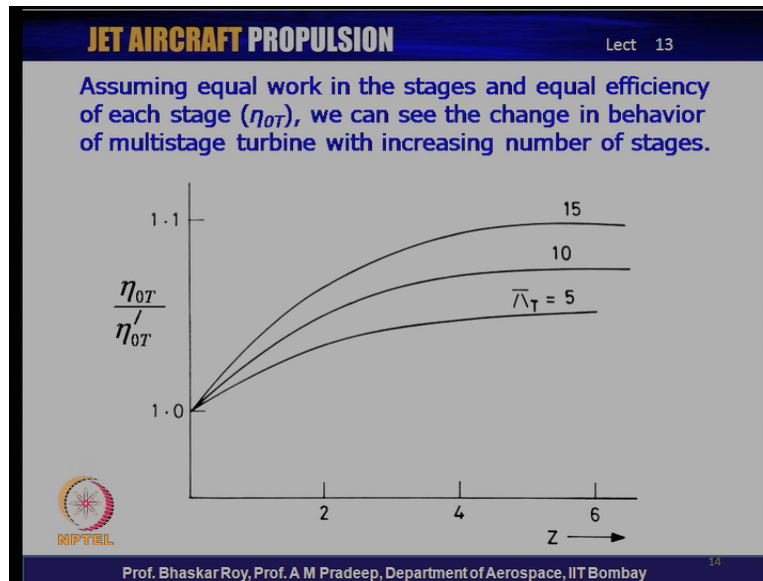 JET AIRCRAFT PROPULSION
Lect 13
Assuming equal work in the stages and equal efficiency
of each stage (η0T), we can see the change in behavior
of multistage turbine with increasing number of stages.
1.1
15
10
π̅T = 5
η0T
η′0T
1.0
2
4
6
Z
NPTEL
14
Prof. Bhaskar Roy, Prof. A M Pradeep, Department of Aerospace, IIT Bombay